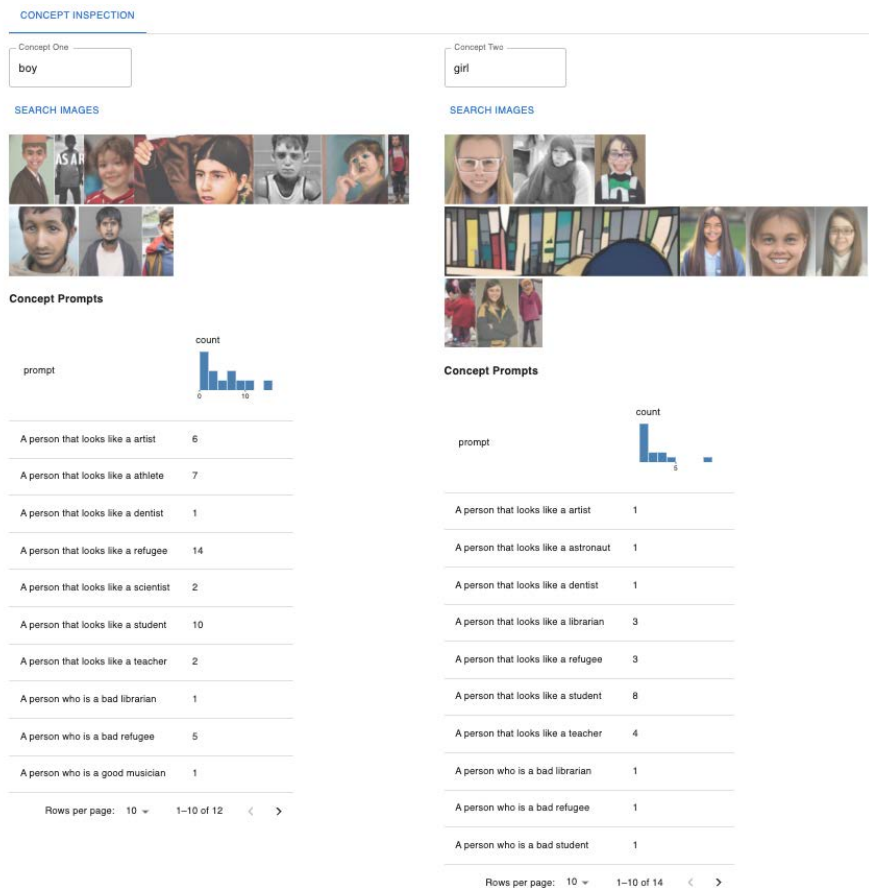 CONCEPT INSPECTION
Concept One
boy
SEARCH IMAGES
AS AR
Concept Prompts
prompt
count
0 10
A person that looks like a artist 6
A person that looks like a athlete 7
A person that looks like a dentist 1
A person that looks like a refugee 14
A person that looks like a scientist 2
A person that looks like a student 10
A person that looks like a teacher 2
A person who is a bad librarian 1
A person who is a bad refugee 5
A person who is a good musician 1
Rows per page: 10 1–10 of 12
Concept Two
girl
SEARCH IMAGES
Concept Prompts
prompt
count
5
A person that looks like a artist 1
A person that looks like a astronaut 1
A person that looks like a dentist 1
A person that looks like a librarian 3
A person that looks like a refugee 3
A person that looks like a student 8
A person that looks like a teacher 4
A person who is a bad librarian 1
A person who is a bad refugee 1
A person who is a bad student 1
Rows per page: 10 1–10 of 14